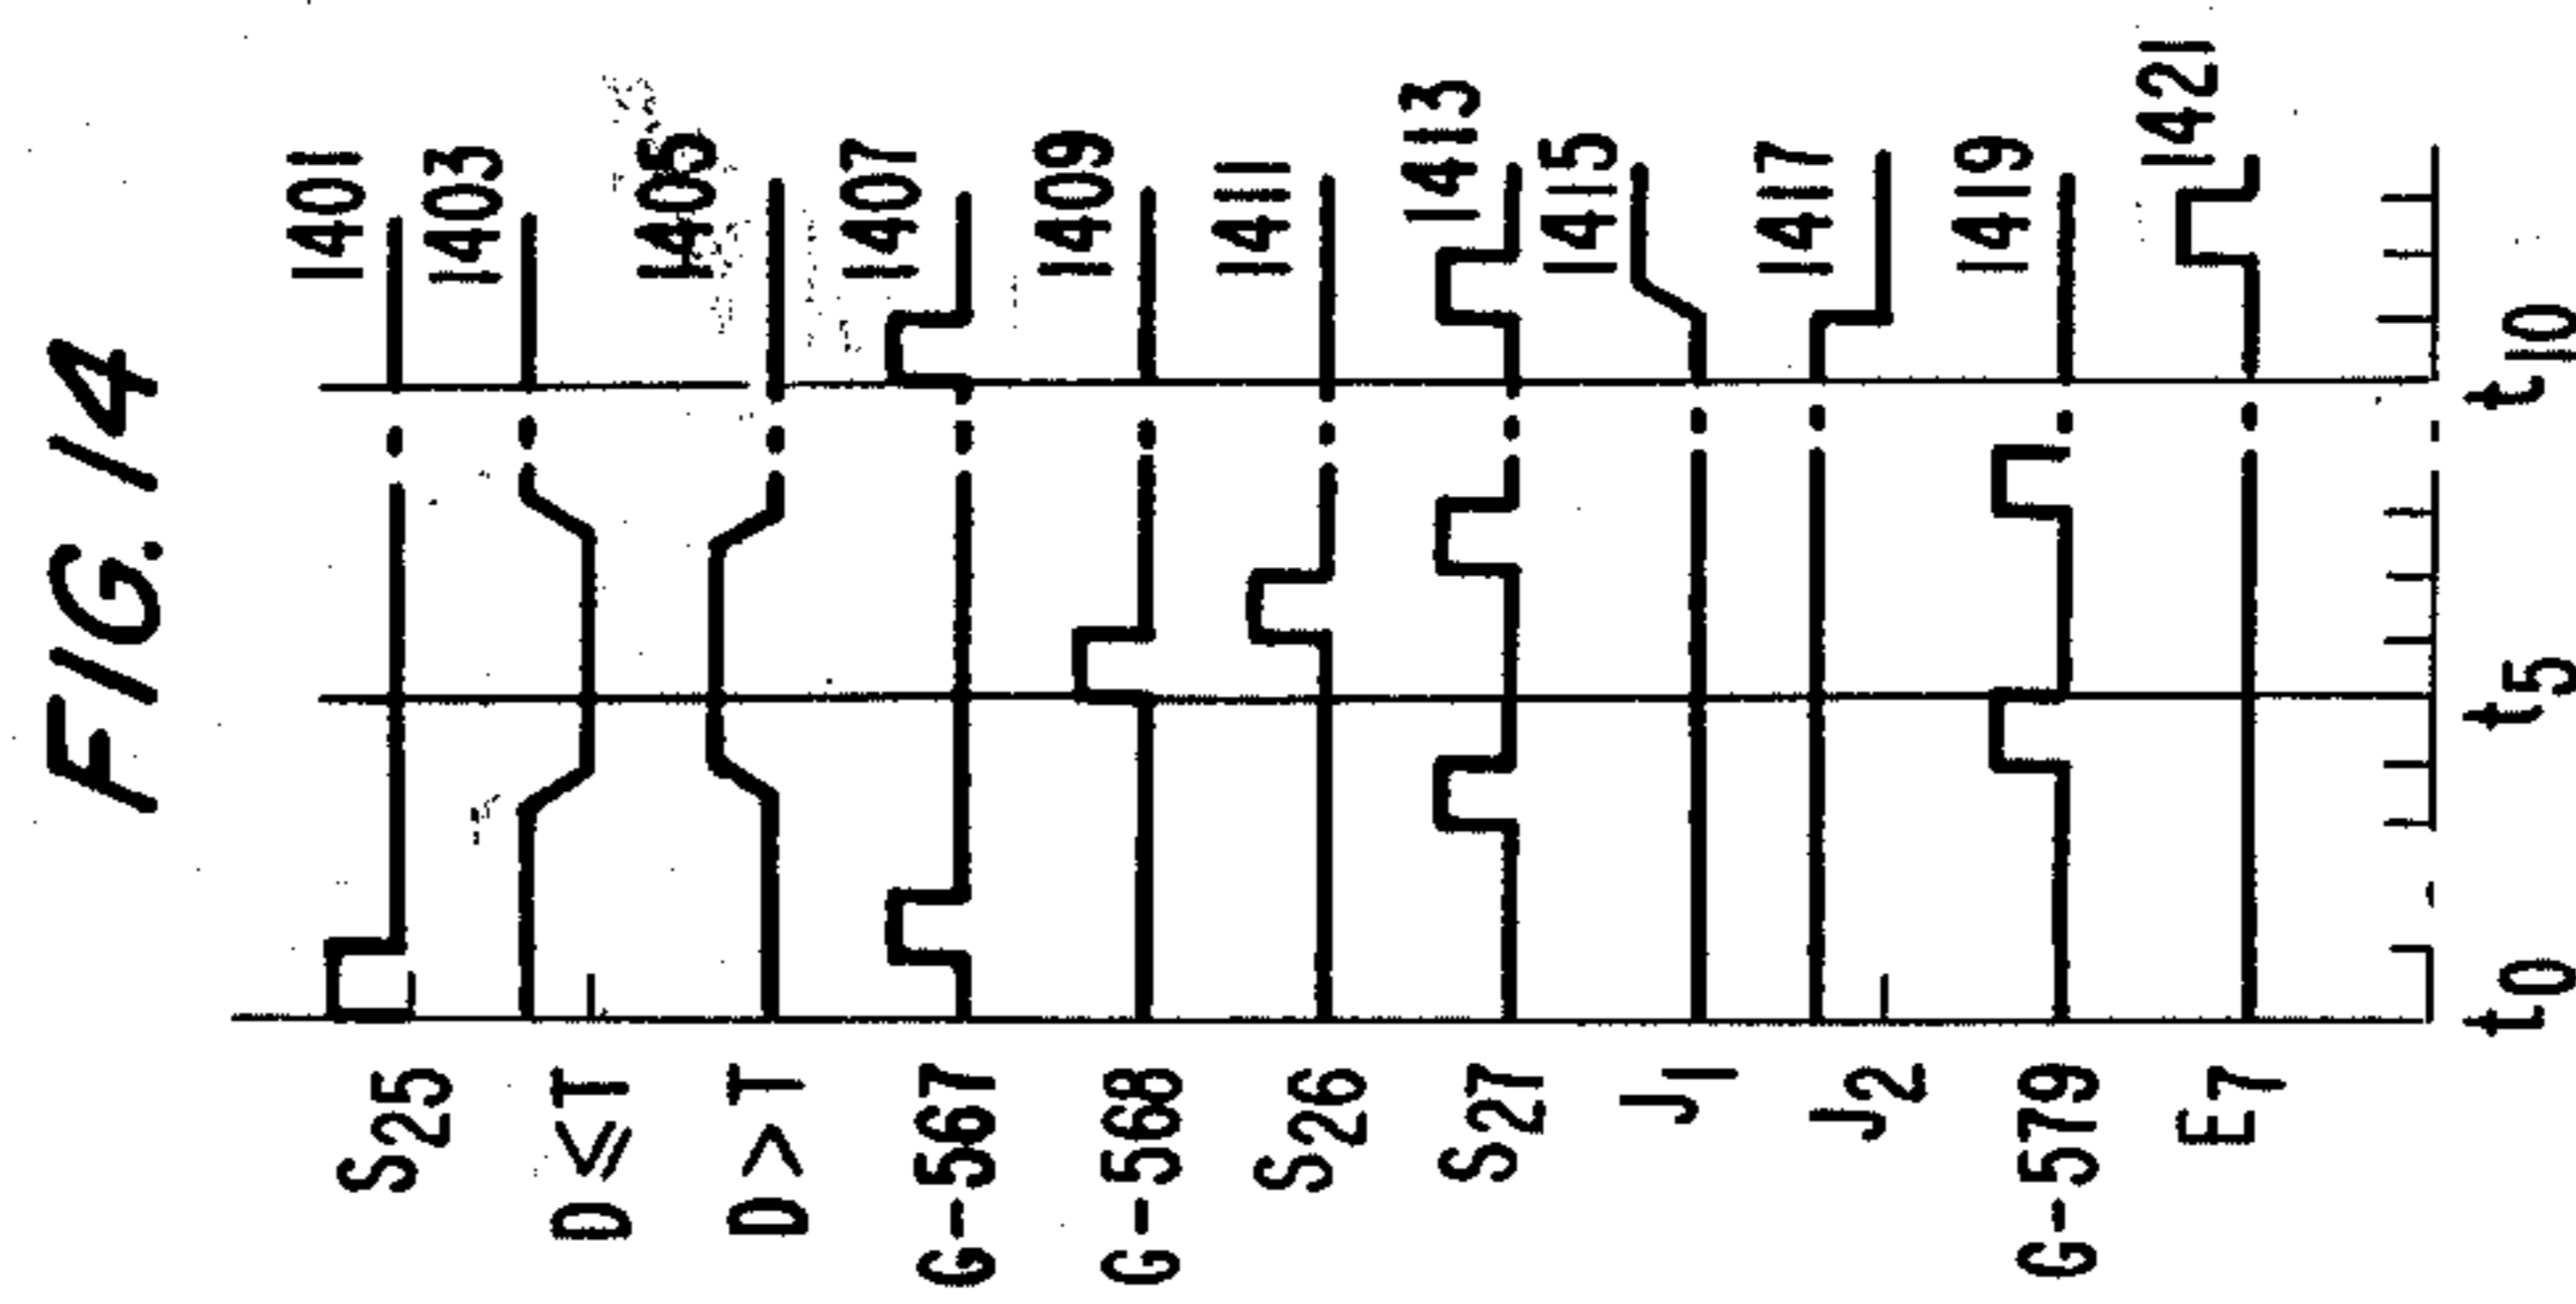 FIG. 14
S25 1401
D≤T 1403
D>T 1405
G-567 1407
G-568 1409
S26 1411
S27 1413
J1 1415
J2 1417
G-579 1419
E7 1421
t0 t5 t10